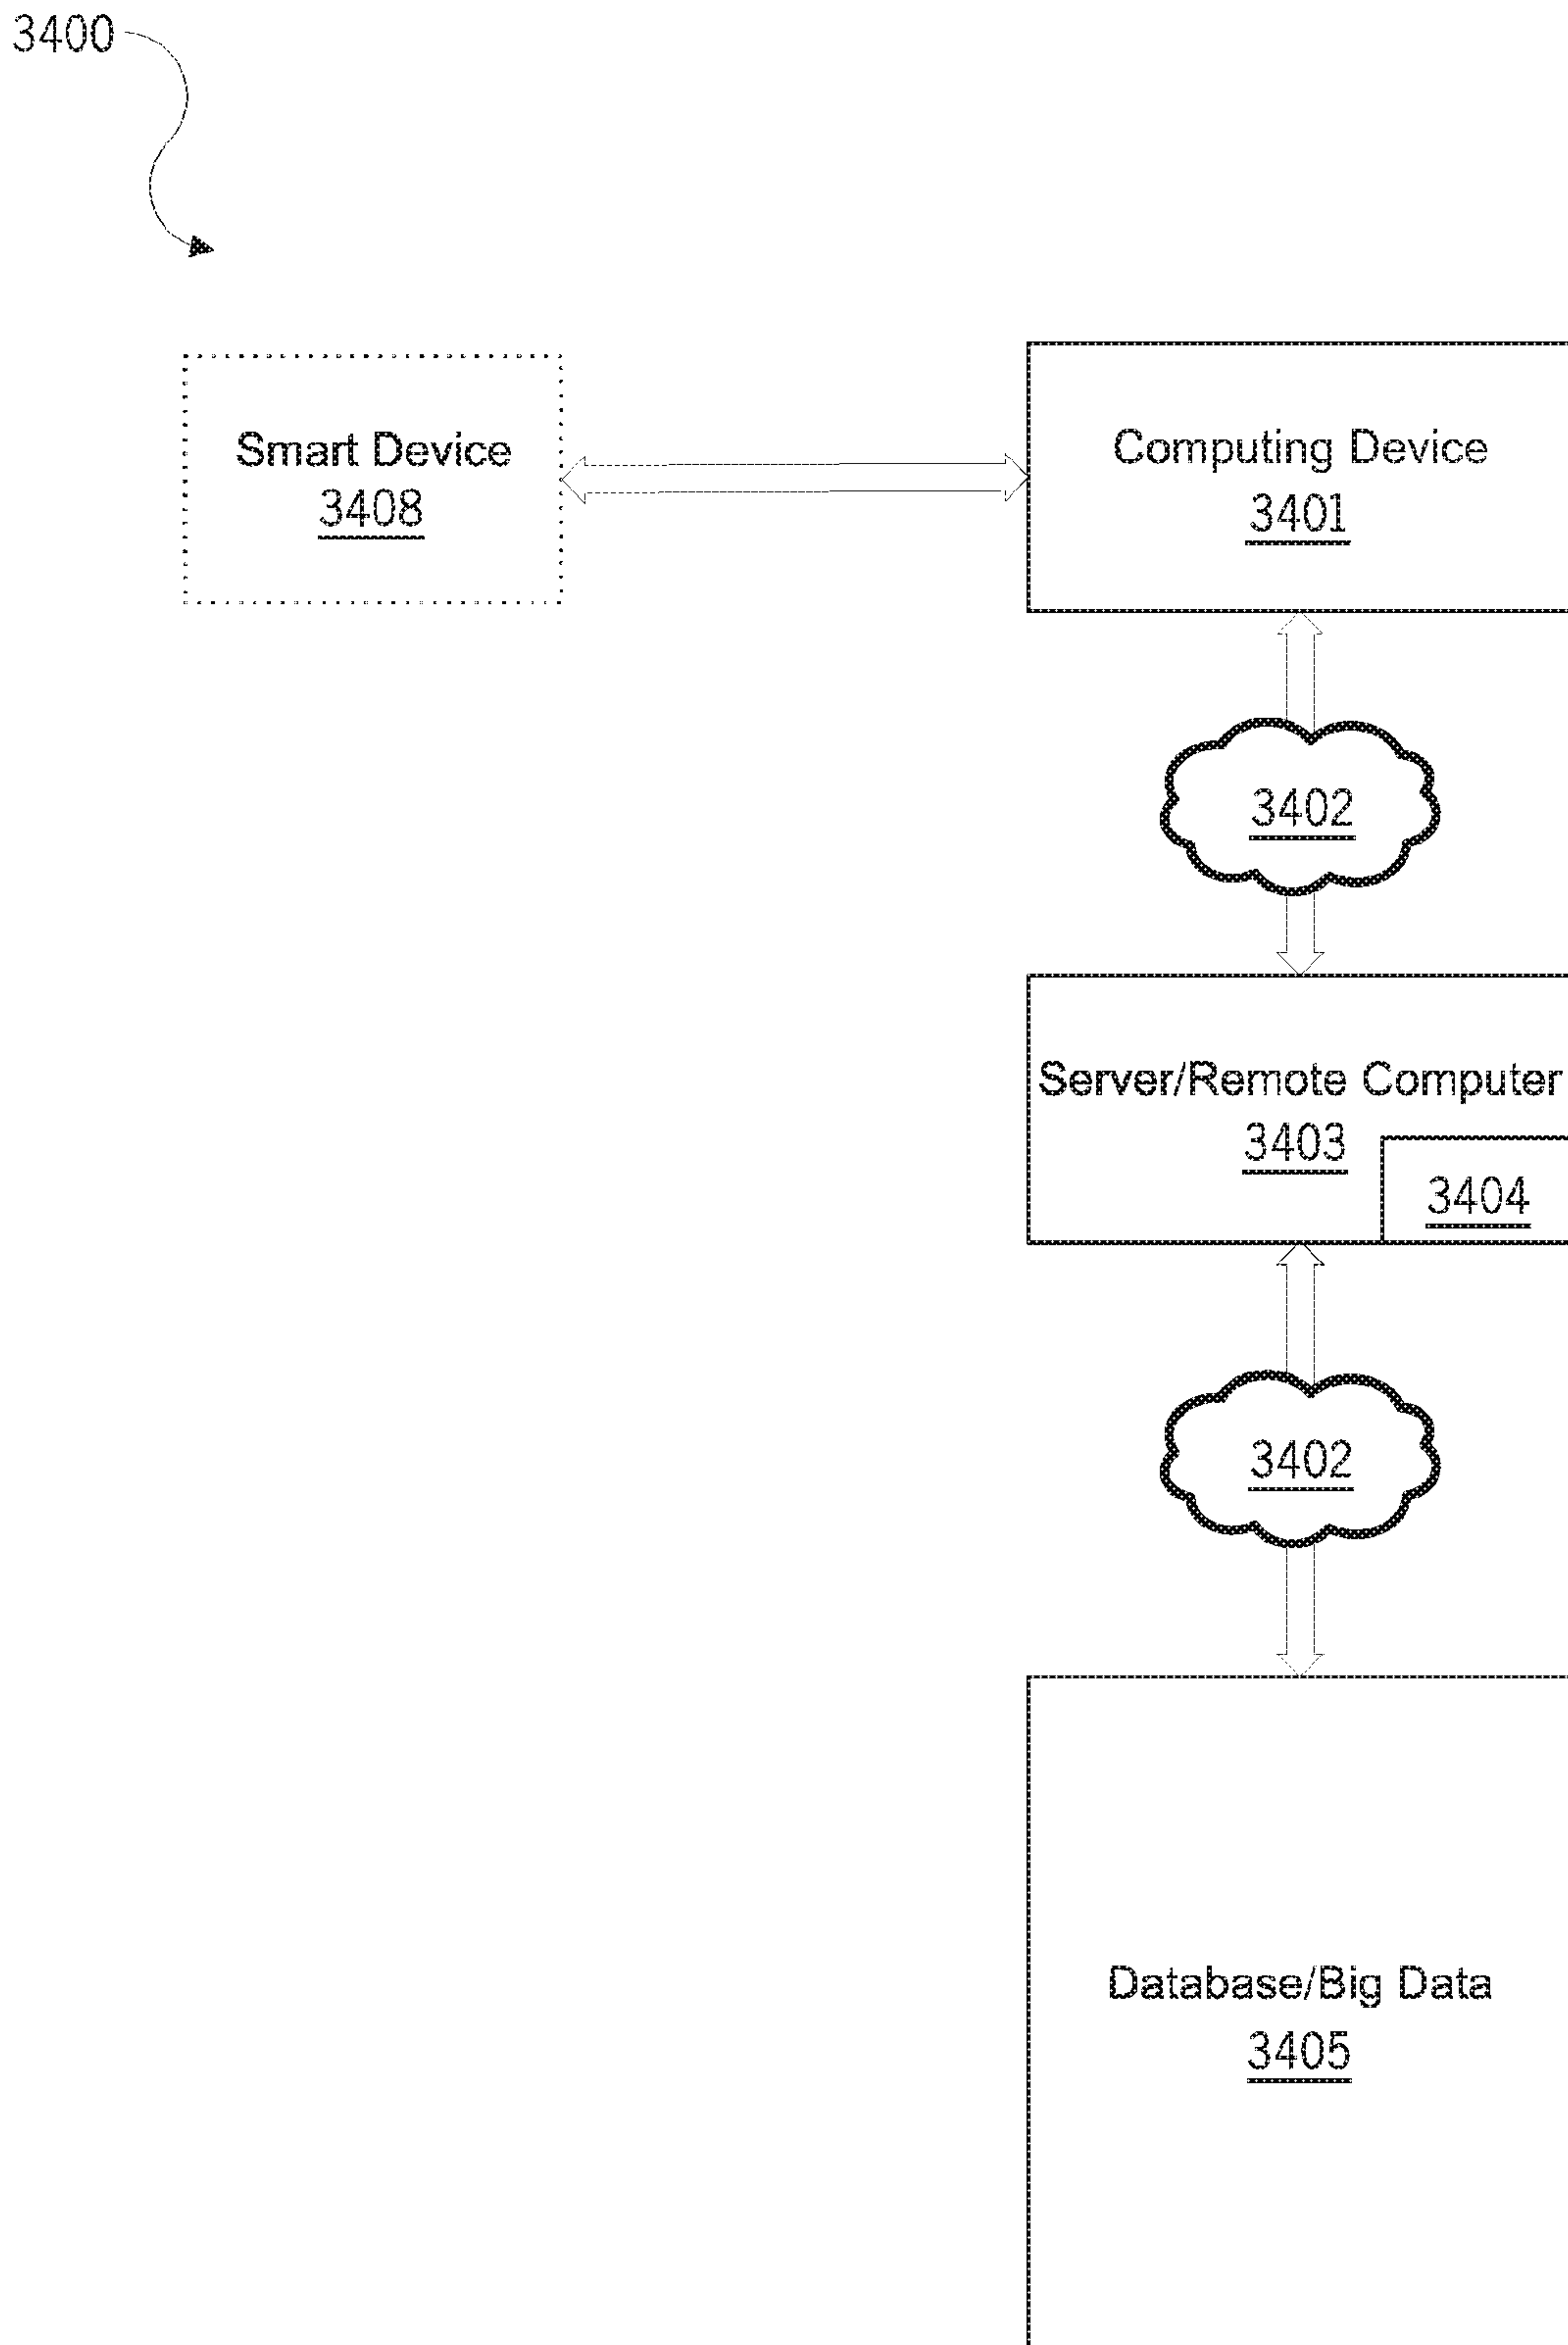 3400
Smart Device
3408
Computing Device
3401
3402
Server/Remote Computer
3403
3404
3402
Database/Big Data
3405